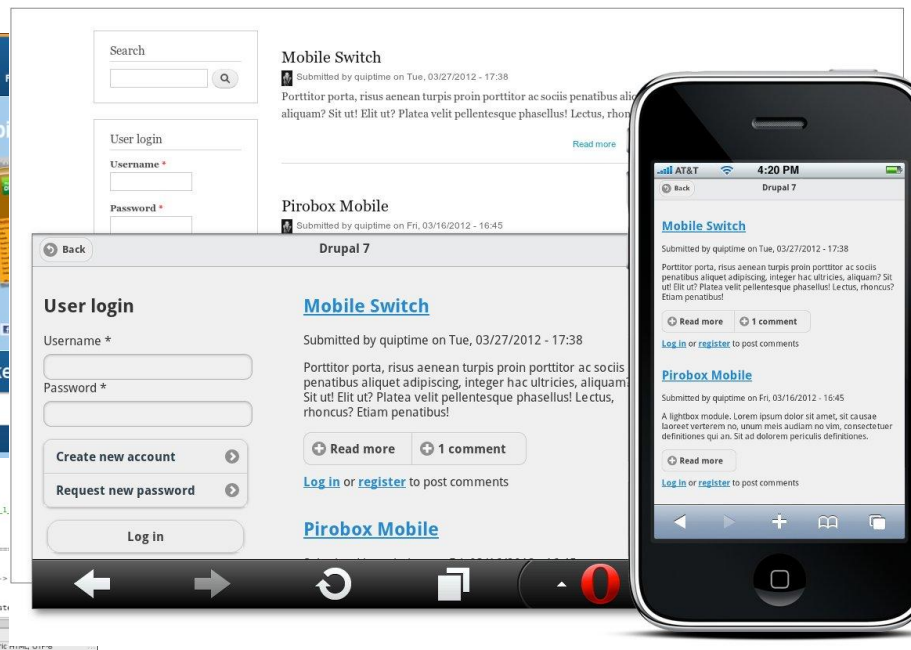 Search
User login
Username *
Password *
Mobile Switch
Submitted by quiptime on Tue, 03/27/2012 - 17:38
Porttitor porta, risus aenean turpis proin porttitor ac sociis penatibus
aliquam? Sit ut! Elit ut? Platea velit pellentesque phasellus! Lectus,
Read more
Pirobox Mobile
Submitted by quiptime on Fri, 03/16/2012 - 16:45
Back
Drupal 7
User login
Username *
Password *
Create new account
Request new password
Log in
Mobile Switch
Submitted by quiptime on Tue, 03/27/2012 - 17:38
Porttitor porta, risus aenean turpis proin porttitor ac sociis
penatibus aliquet adipiscing, integer hac ultricies, aliquam?
Sit ut! Elit ut? Platea velit pellentesque phasellus! Lectus,
rhoncus? Etiam penatibus!
Read more 1 comment
Log in or register to post comments
Pirobox Mobile
AT&T 4:20 PM
Back Drupal 7
Mobile Switch
Submitted by quiptime on Tue, 03/27/2012 - 17:38
Porttitor porta, risus aenean turpis proin porttitor ac sociis
penatibus aliquet adipiscing, integer hac ultricies, aliquam? Sit
ut! Elit ut? Platea velit pellentesque phasellus! Lectus, rhoncus?
Etiam penatibus!
Read more 1 comment
Log in or register to post comments
Pirobox Mobile
Submitted by quiptime on Fri, 03/16/2012 - 16:45
A lightbox module. Lorem ipsum dolor sit amet, sit causae
laoreet verterem no, unum meis audiam no vim, consectetuer
definitiones qui an. Sit ad dolorem periculis definitiones.
Read more
Log in or register to post comments